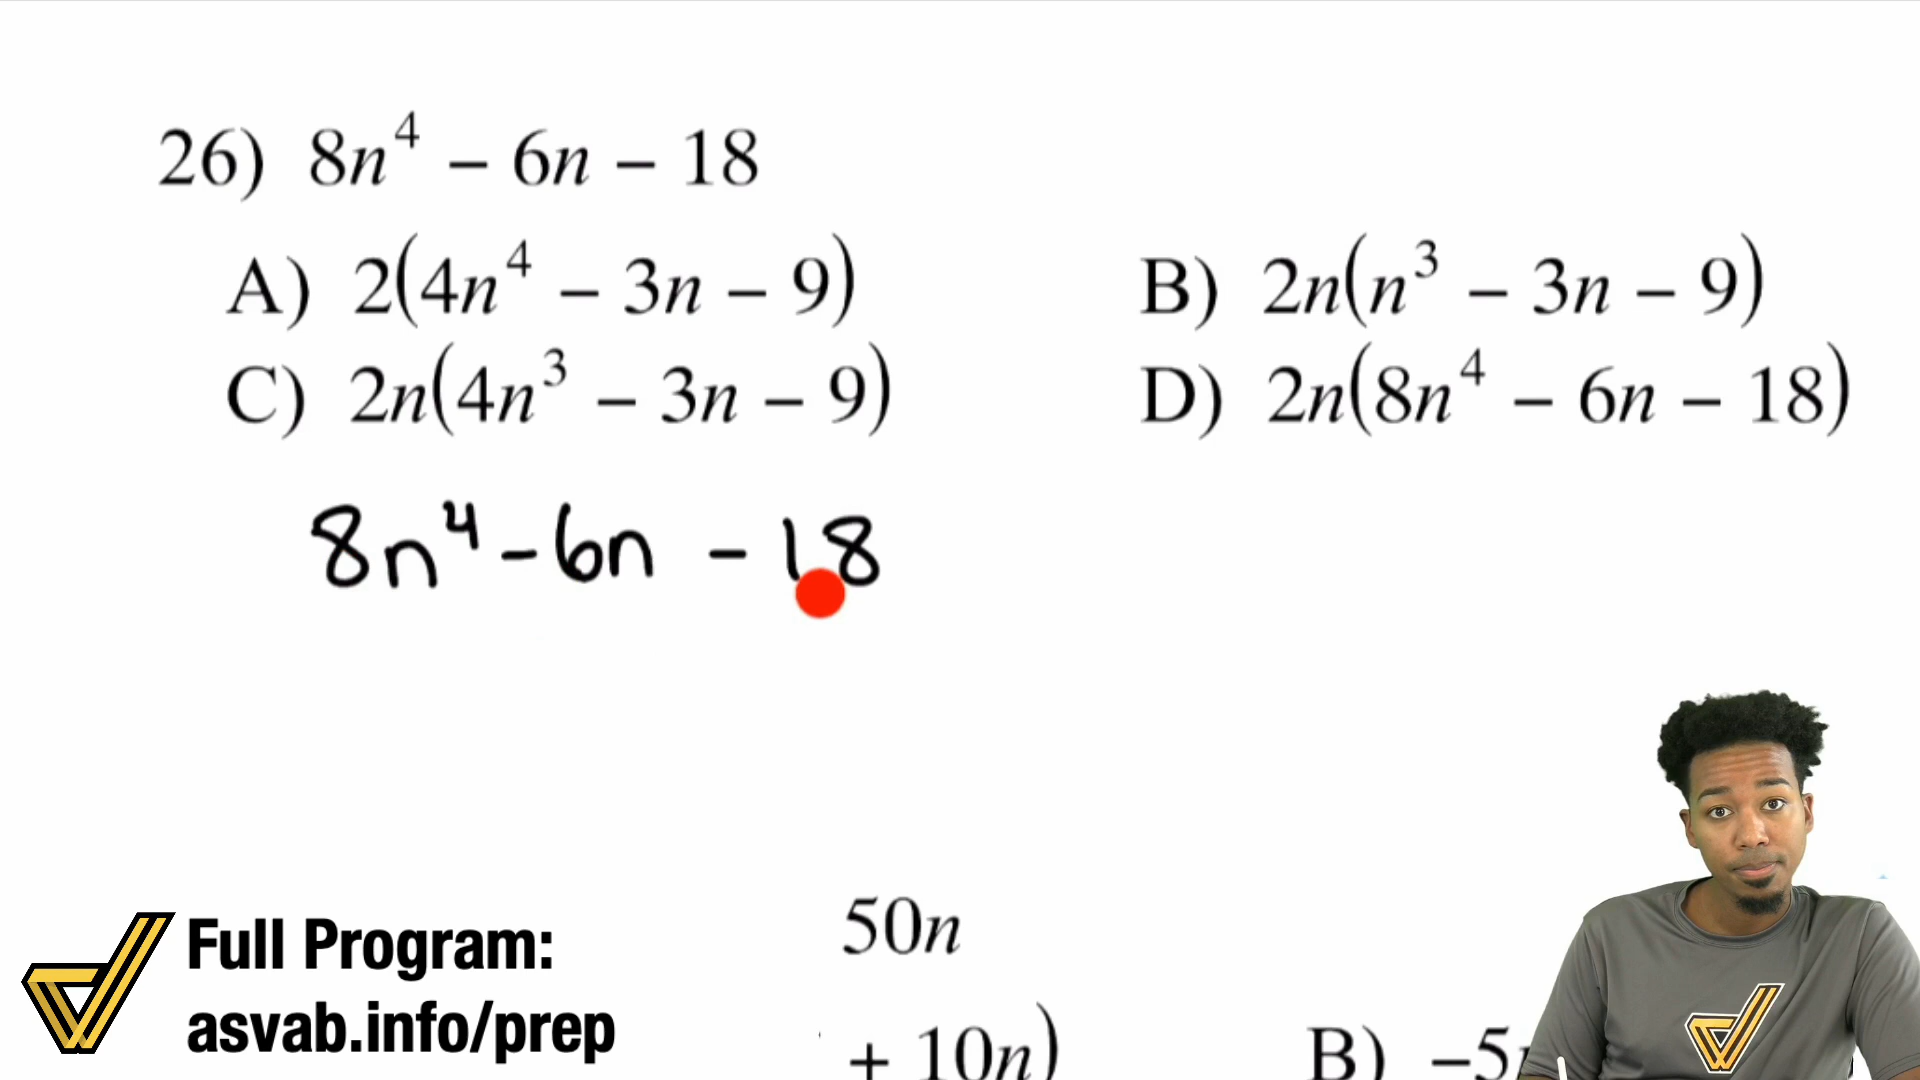 26) 8n⁴ − 6n − 18
A) 2(4n⁴ − 3n − 9)
B) 2n(n³ − 3n − 9)
C) 2n(4n³ − 3n − 9)
D) 2n(8n⁴ − 6n − 18)
8n⁴ − 6n − 18
50n
+ 10n)
B) −5
Full Program:
asvab.info/prep